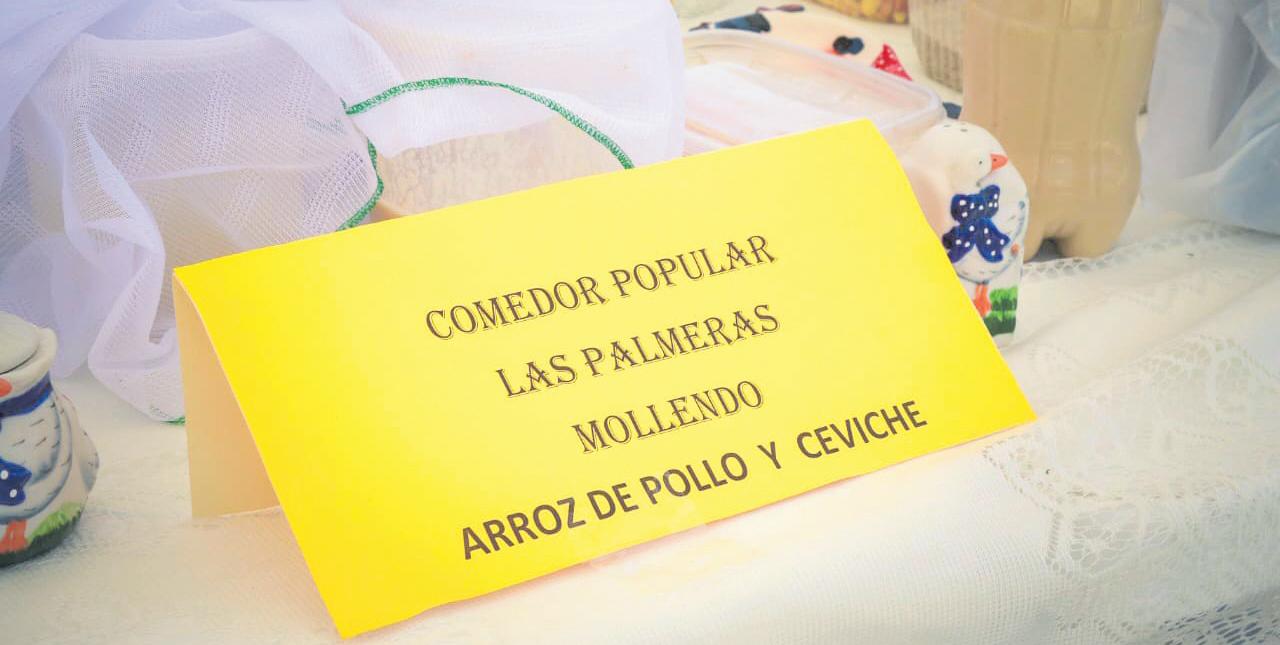 COMEDOR POPULAR
LAS PALMERAS
MOLLENDO
ARROZ DE POLLO Y CEVICHE